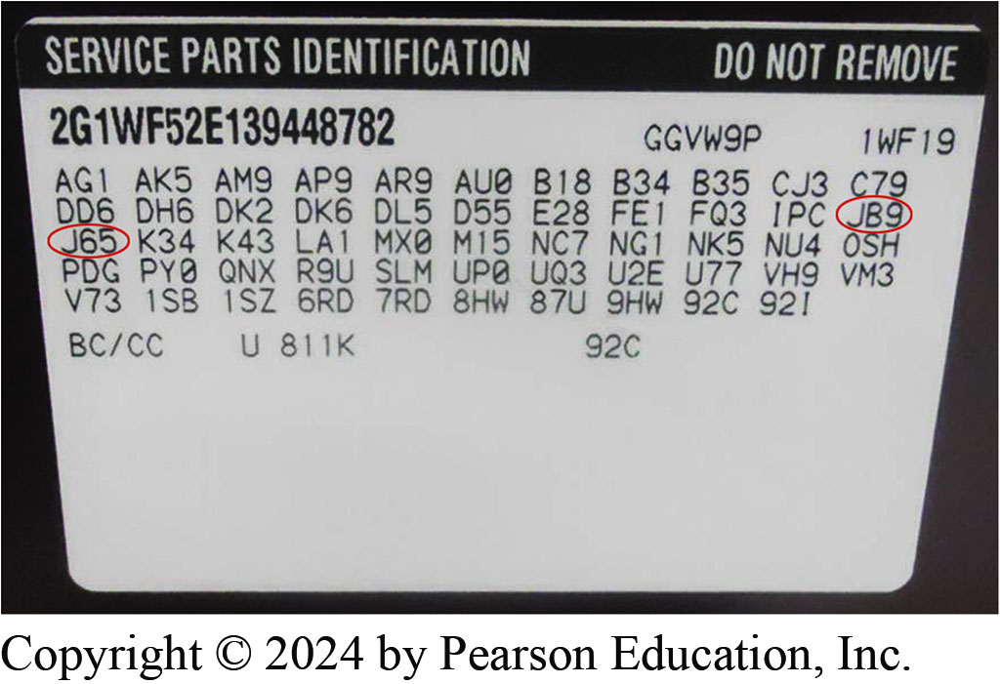 SERVICE PARTS IDENTIFICATION DO NOT REMOVE
2G1WF52E139448782 GGVW9P 1WF19
AG1 AK5 AM9 AP9 AR9 AU0 B18 B34 B35 CJ3 C79
DD6 DH6 DK2 DK6 DL5 D55 E28 FE1 FQ3 IPC JB9
J65 K34 K43 LA1 MX0 M15 NC7 NG1 NK5 NU4 OSH
PDG PY0 QNX R9U SLM UP0 UQ3 U2E U77 VH9 VM3
V73 1SB 1SZ 6RD 7RD 8HW 87U 9HW 92C 92I
BC/CC U 811K 92C
Copyright © 2024 by Pearson Education, Inc.